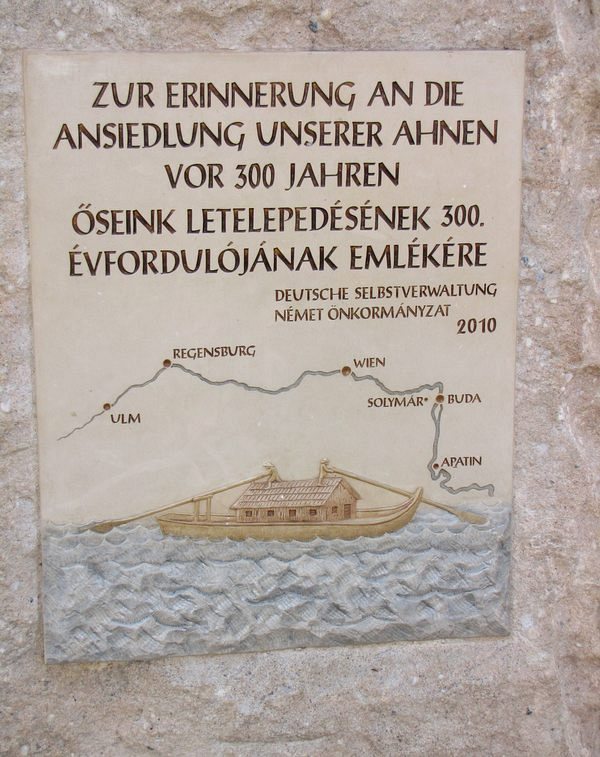 ZUR ERINNERUNG AN DIE
ANSIEDLUNG UNSERER AHNEN
VOR 300 JAHREN
ŐSEINK LETELEPEDÉSÉNEK 300.
ÉVFORDULÓJÁNAK EMLÉKÉRE
DEUTSCHE SELBSTVERWALTUNG
NÉMET ÖNKORMÁNYZAT
2010
REGENSBURG
WIEN
SOLYMÁR
BUDA
ULM
APATIN